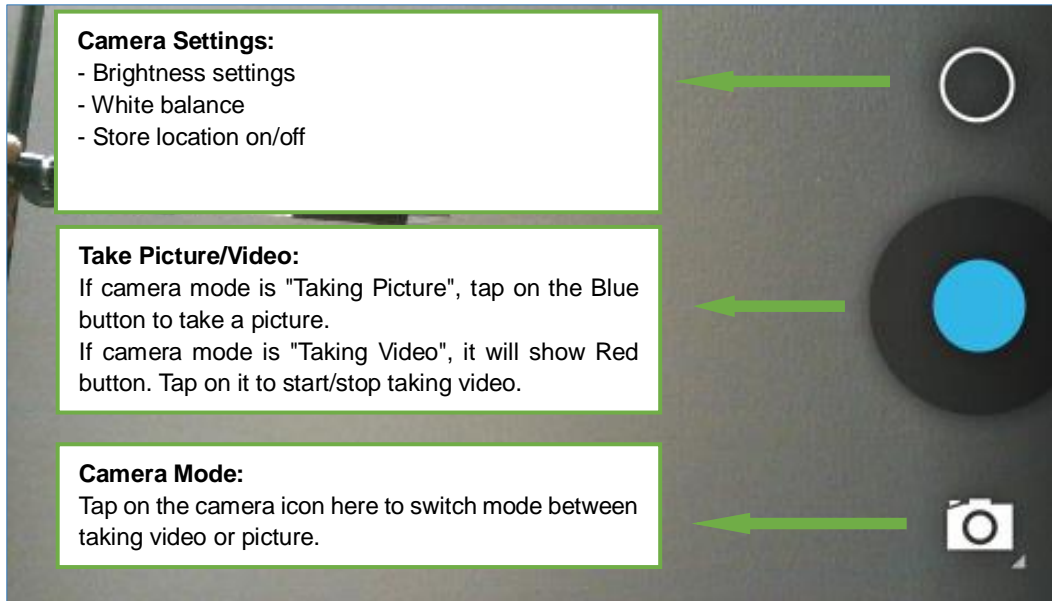 Camera Settings:
- Brightness settings
- White balance
- Store location on/off
Take Picture/Video:
If camera mode is "Taking Picture", tap on the Blue
button to take a picture.
If camera mode is "Taking Video", it will show Red
button. Tap on it to start/stop taking video.
Camera Mode:
Tap on the camera icon here to switch mode between
taking video or picture.